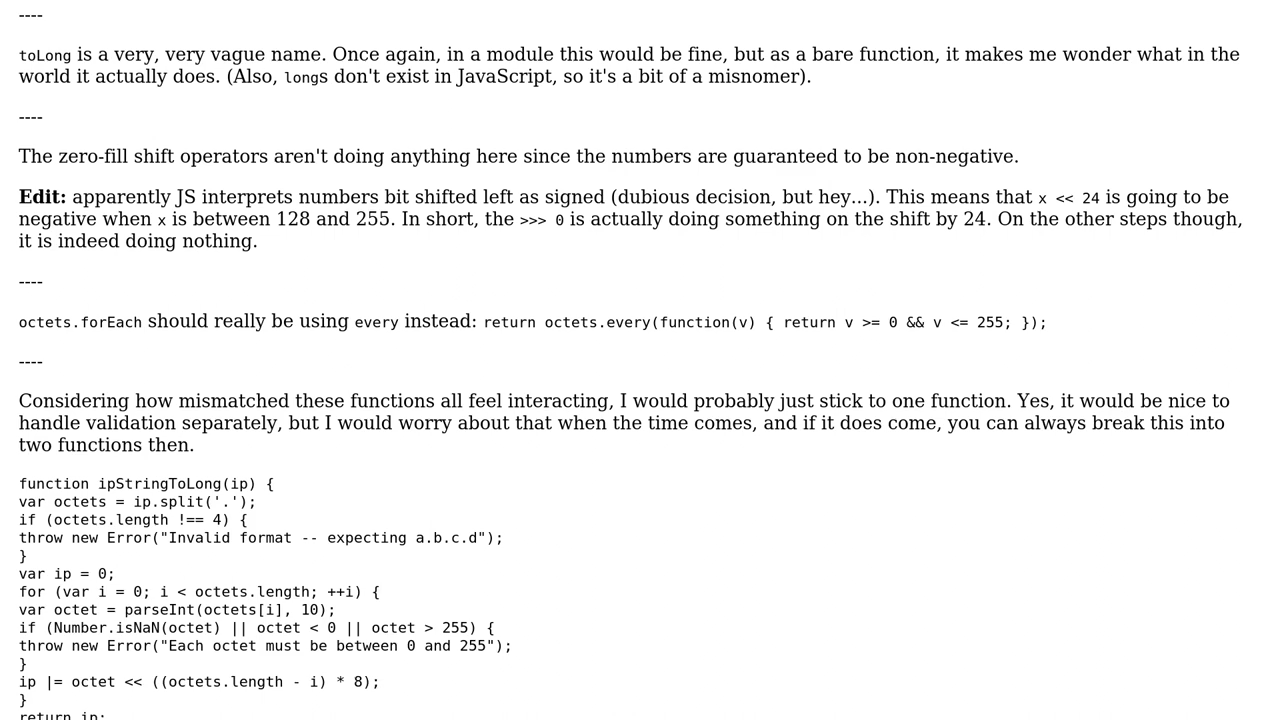 ----
toLong is a very, very vague name. Once again, in a module this would be fine, but as a bare function, it makes me wonder what in the
world it actually does. (Also, longs don't exist in JavaScript, so it's a bit of a misnomer).
----
The zero-fill shift operators aren't doing anything here since the numbers are guaranteed to be non-negative.
Edit: apparently JS interprets numbers bit shifted left as signed (dubious decision, but hey...). This means that x << 24 is going to be
negative when x is between 128 and 255. In short, the >>> 0 is actually doing something on the shift by 24. On the other steps though,
it is indeed doing nothing.
----
octets.forEach should really be using every instead: return octets.every(function(v) { return v >= 0 && v <= 255; });
----
Considering how mismatched these functions all feel interacting, I would probably just stick to one function. Yes, it would be nice to
handle validation separately, but I would worry about that when the time comes, and if it does come, you can always break this into
two functions then.
function ipStringToLong(ip) {
var octets = ip.split('.');
if (octets.length !== 4) {
throw new Error("Invalid format -- expecting a.b.c.d");
}
var ip = 0;
for (var i = 0; i < octets.length; ++i) {
var octet = parseInt(octets[i], 10);
if (Number.isNaN(octet) || octet < 0 || octet > 255) {
throw new Error("Each octet must be between 0 and 255");
}
ip |= octet << ((octets.length - i) * 8);
}
return ip;